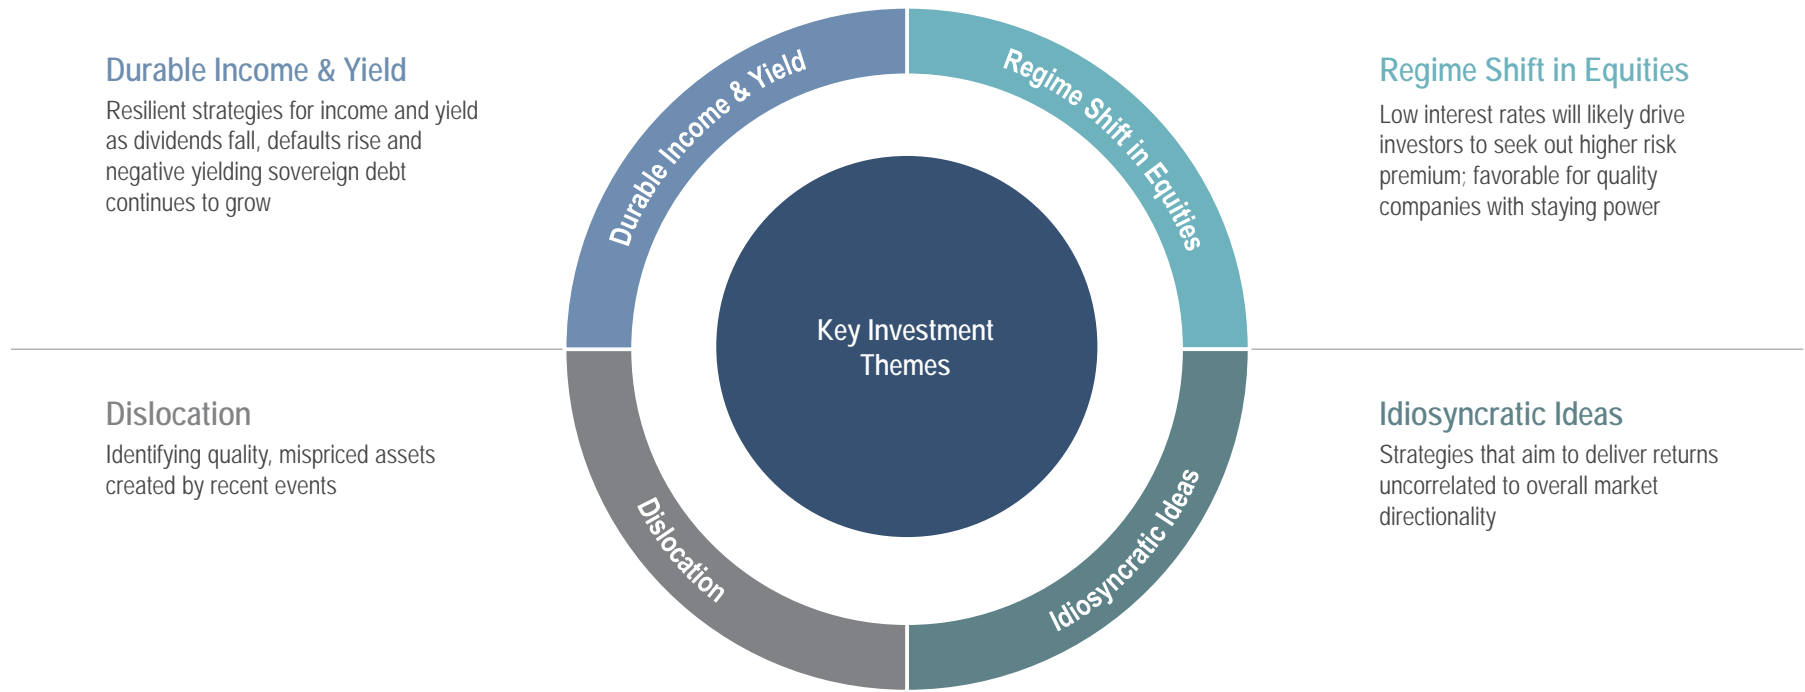 Durable Income & Yield
Resilient strategies for income and yield
as dividends fall, defaults rise and
negative yielding sovereign debt
continues to grow
Durable Income & Yield
Regime Shift in Equities
Regime Shift in Equities
Low interest rates will likely drive
investors to seek out higher risk
premium; favorable for quality
companies with staying power
Key Investment
Themes
Dislocation
Identifying quality, mispriced assets
created by recent events
Dislocation
Idiosyncratic Ideas
Idiosyncratic Ideas
Strategies that aim to deliver returns
uncorrelated to overall market
directionality